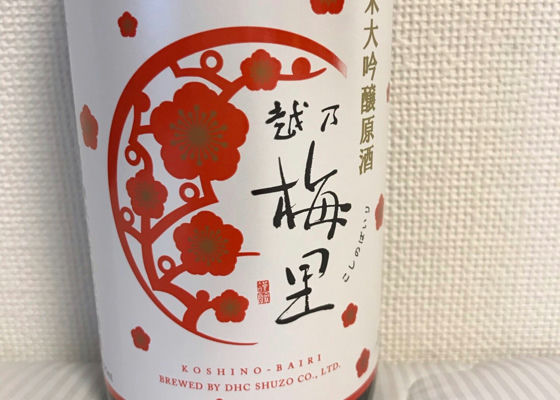 米大吟醸原酒
越乃
梅里
こしのばいり
KOSHINO-BAIRI
BREWED BY DHC SHUZO CO., LTD.